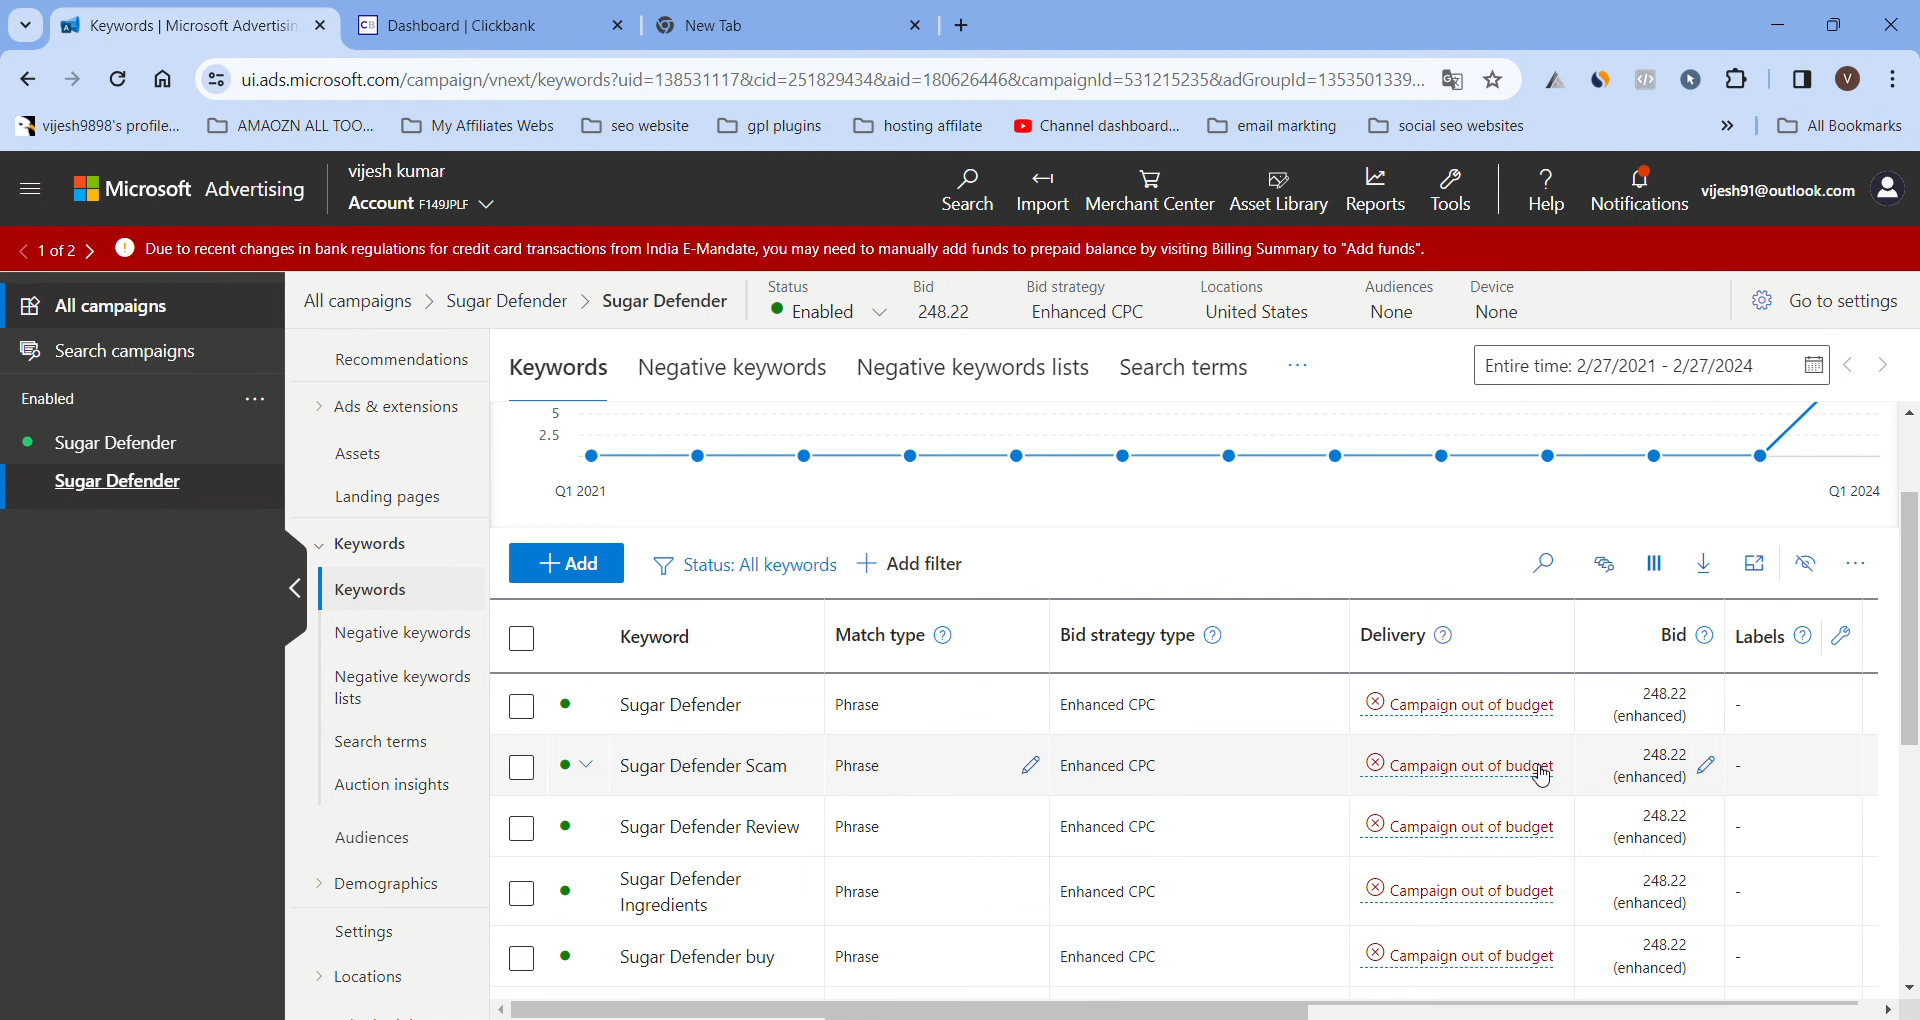 Keywords | Microsoft Advertisin
Dashboard | Clickbank
New Tab
ui.ads.microsoft.com/campaign/vnext/keywords?uid=138531117&cid=251829434&aid=180626446&campaignId=531215235&adGroupId=1353501339...
V
vijesh9898's profile...
AMAOZN ALL TOO...
My Affiliates Webs
seo website
gpl plugins
hosting affilate
Channel dashboard...
email markting
social seo websites
»
All Bookmarks
Microsoft Advertising
vijesh kumar
Account F149JPLF
Search
Import
Merchant Center
Asset Library
Reports
Tools
Help
Notifications
vijesh91@outlook.com
1 of 2
Due to recent changes in bank regulations for credit card transactions from India E-Mandate, you may need to manually add funds to prepaid balance by visiting Billing Summary to "Add funds".
All campaigns
Search campaigns
Enabled
Sugar Defender
Sugar Defender
All campaigns > Sugar Defender > Sugar Defender
Status
Enabled
Bid
248.22
Bid strategy
Enhanced CPC
Locations
United States
Audiences
None
Device
None
Go to settings
Recommendations
Ads & extensions
Assets
Landing pages
Keywords
Keywords
Negative keywords
Negative keywords
lists
Search terms
Auction insights
Audiences
Demographics
Settings
Locations
Keywords
Negative keywords
Negative keywords lists
Search terms
...
Entire time: 2/27/2021 - 2/27/2024
5
2.5
Q1 2021
Q1 2024
+ Add
Status: All keywords
+ Add filter
Keyword
Match type
Bid strategy type
Delivery
Bid
Labels
Sugar Defender
Phrase
Enhanced CPC
Campaign out of budget
248.22
(enhanced)
-
Sugar Defender Scam
Phrase
Enhanced CPC
Campaign out of budget
248.22
(enhanced)
-
Sugar Defender Review
Phrase
Enhanced CPC
Campaign out of budget
248.22
(enhanced)
-
Sugar Defender
Ingredients
Phrase
Enhanced CPC
Campaign out of budget
248.22
(enhanced)
-
Sugar Defender buy
Phrase
Enhanced CPC
Campaign out of budget
248.22
(enhanced)
-